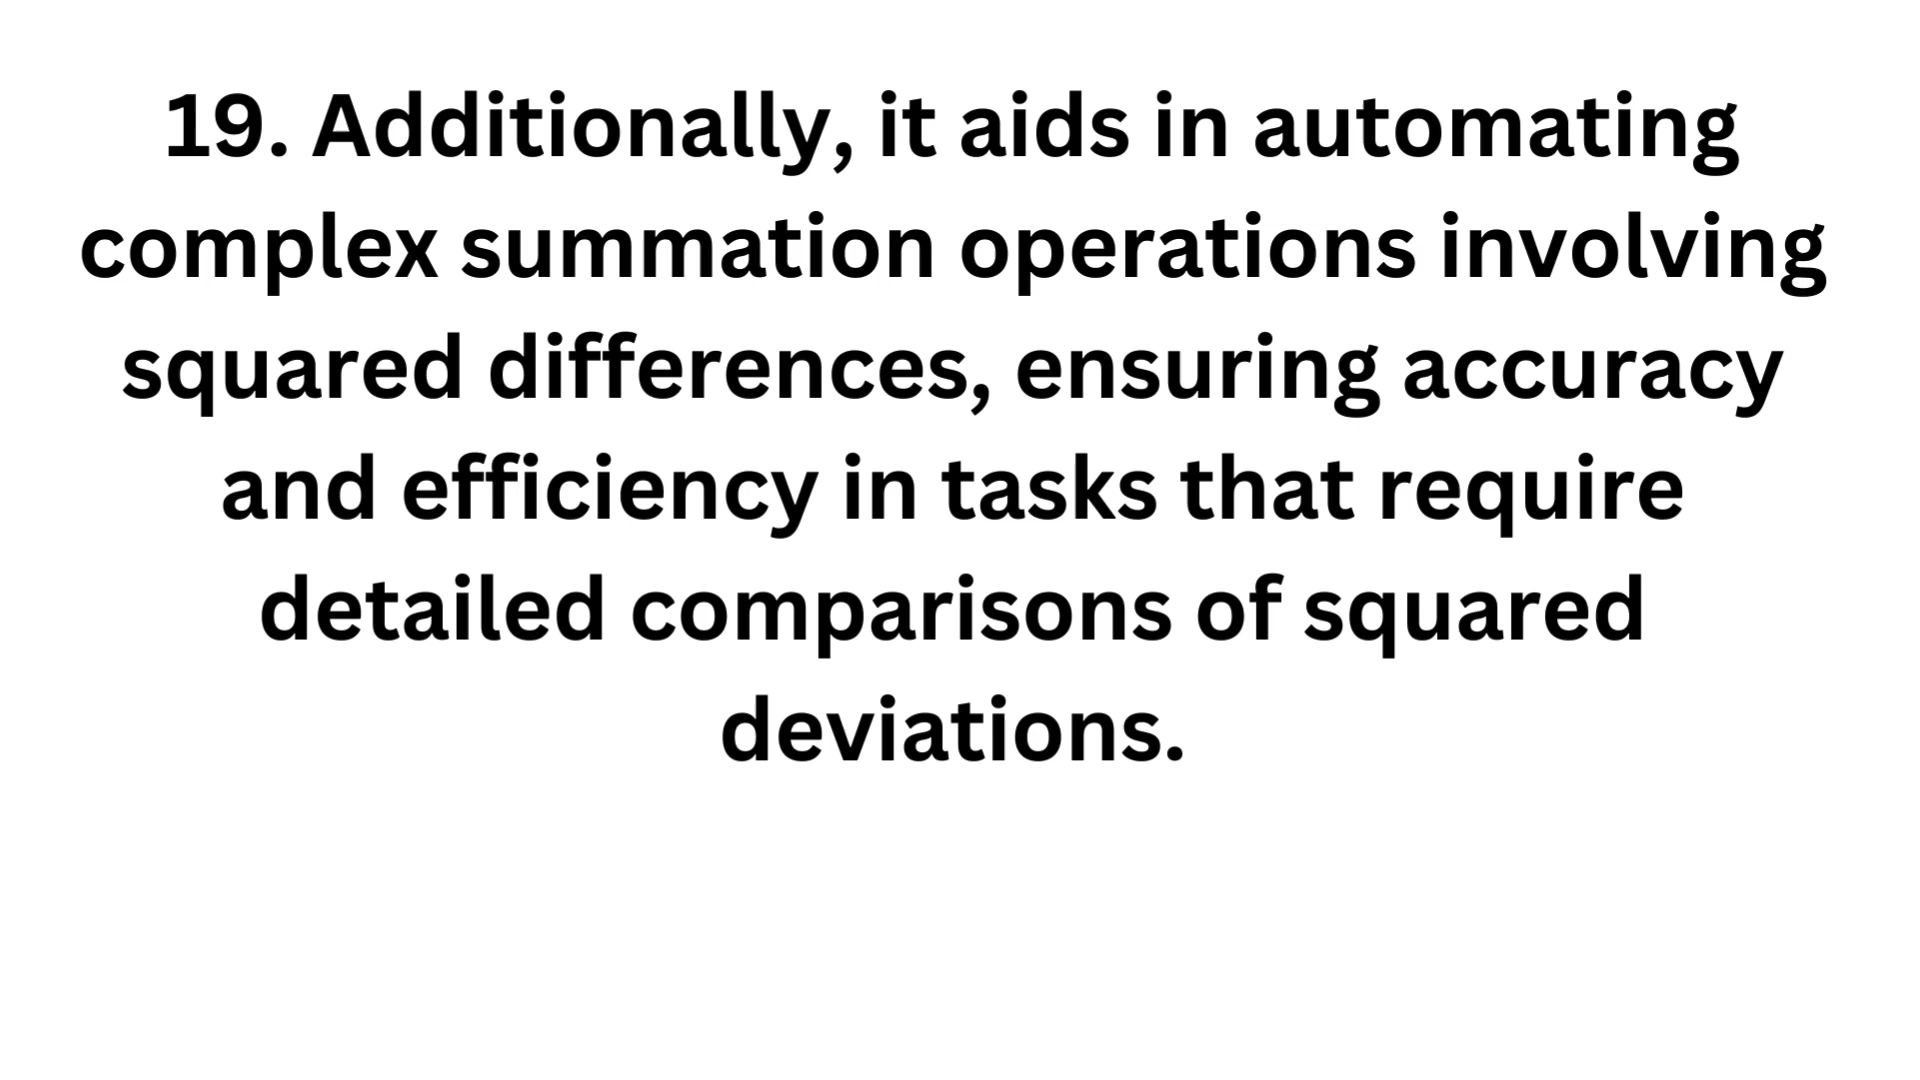 19. Additionally, it aids in automating
complex summation operations involving
squared differences, ensuring accuracy
and efficiency in tasks that require
detailed comparisons of squared
deviations.